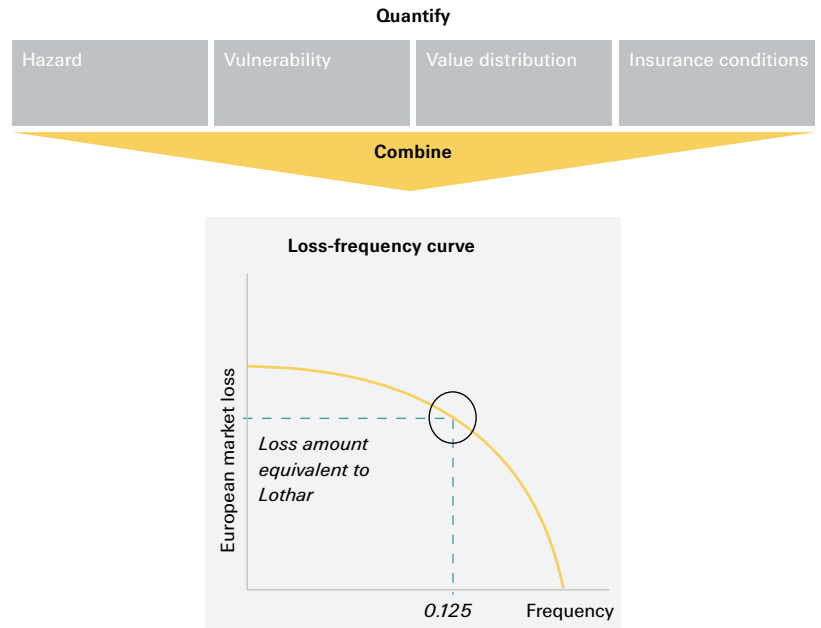 Quantify
Hazard
Vulnerability
Value distribution
Insurance conditions
Combine
Loss-frequency curve
European market loss
Loss amount
equivalent to
Lothar
0.125
Frequency